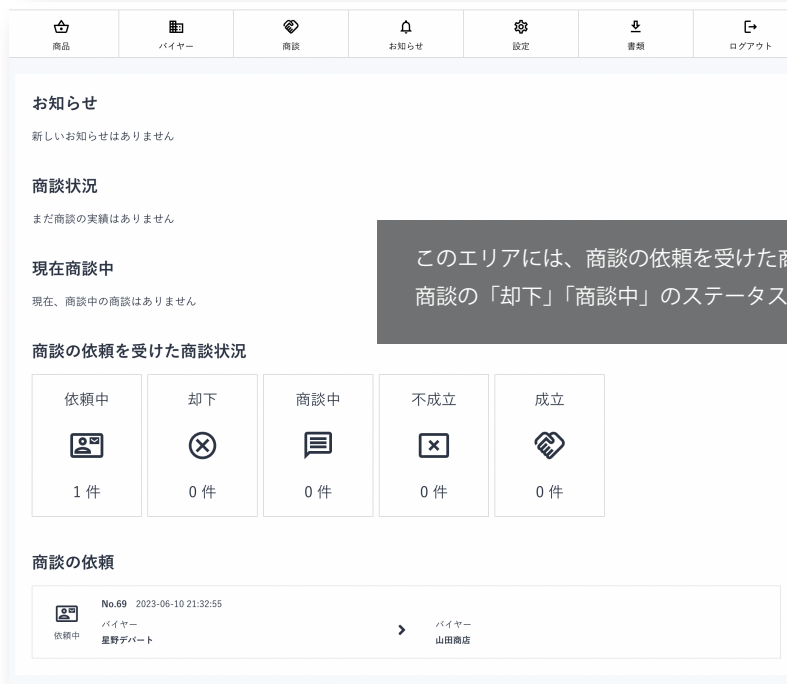 商品 バイヤー 商談 お知らせ 設定 書類 ログアウト
お知らせ
新しいお知らせはありません
商談状況
まだ商談の実績はありません
現在商談中
現在、商談中の商談はありません
このエリアには、商談の依頼を受けた商
商談の「却下」「商談中」のステータス
商談の依頼を受けた商談状況
依頼中 却下 商談中 不成立 成立
1 件 0 件 0 件 0 件 0 件
商談の依頼
No.69 2023-06-10 21:32:55
依頼中
バイヤー バイヤー
星野デパート 山田商店